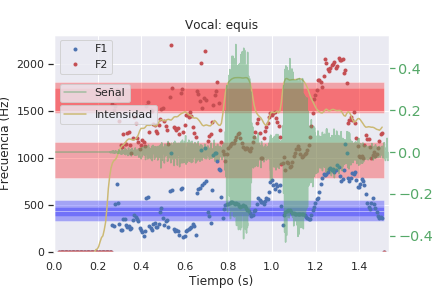 Vocal: equis
F1
F2
Señal
Intensidad
Frecuencia (Hz)
2000
1500
1000
500
0
0.4
0.2
0.0
−0.2
−0.4
0.0 0.2 0.4 0.6 0.8 1.0 1.2 1.4
Tiempo (s)